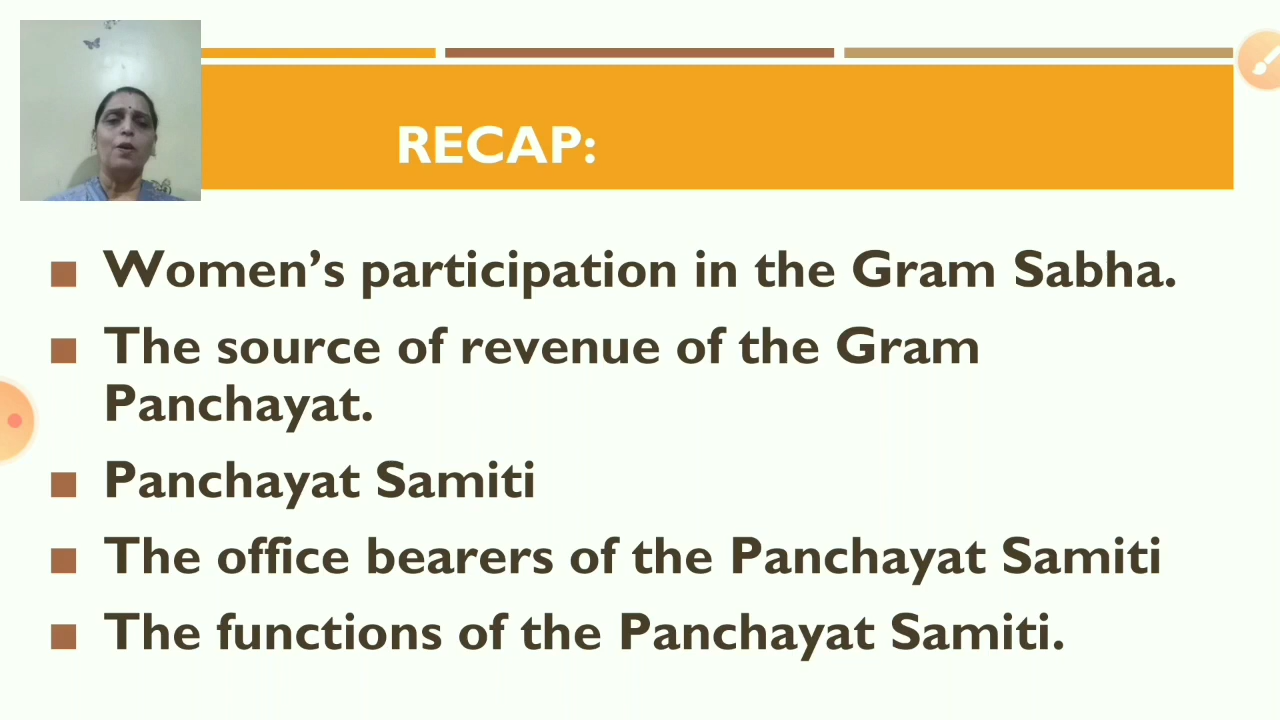 RECAP:
Women’s participation in the Gram Sabha.
The source of revenue of the Gram
Panchayat.
Panchayat Samiti
The office bearers of the Panchayat Samiti
The functions of the Panchayat Samiti.